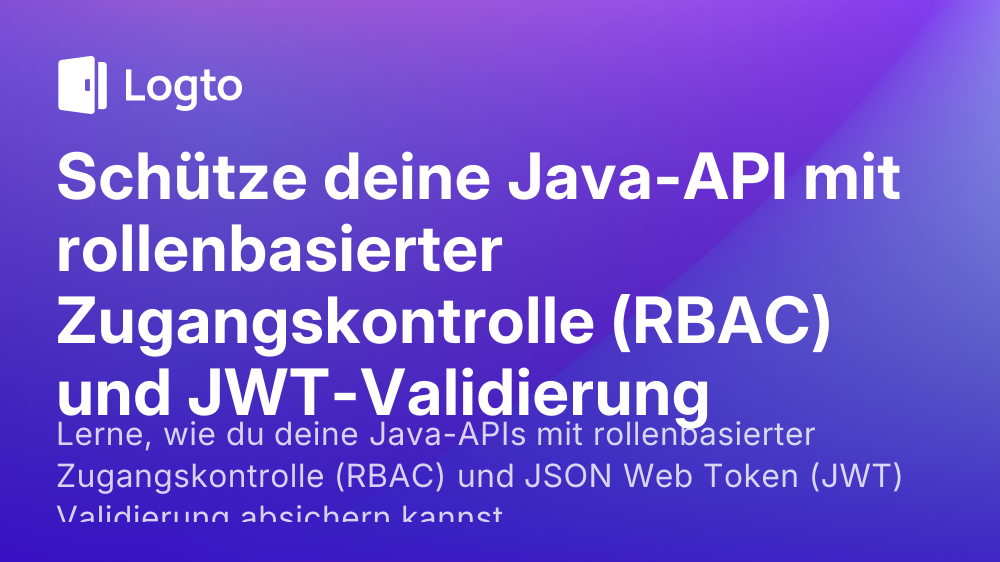 Logto
Schütze deine Java-API mit
rollenbasierter
Zugangskontrolle (RBAC)
und JWT-Validierung
Lerne, wie du deine Java-APIs mit rollenbasierter
Zugangskontrolle (RBAC) und JSON Web Token (JWT)
Validierung absichern kannst